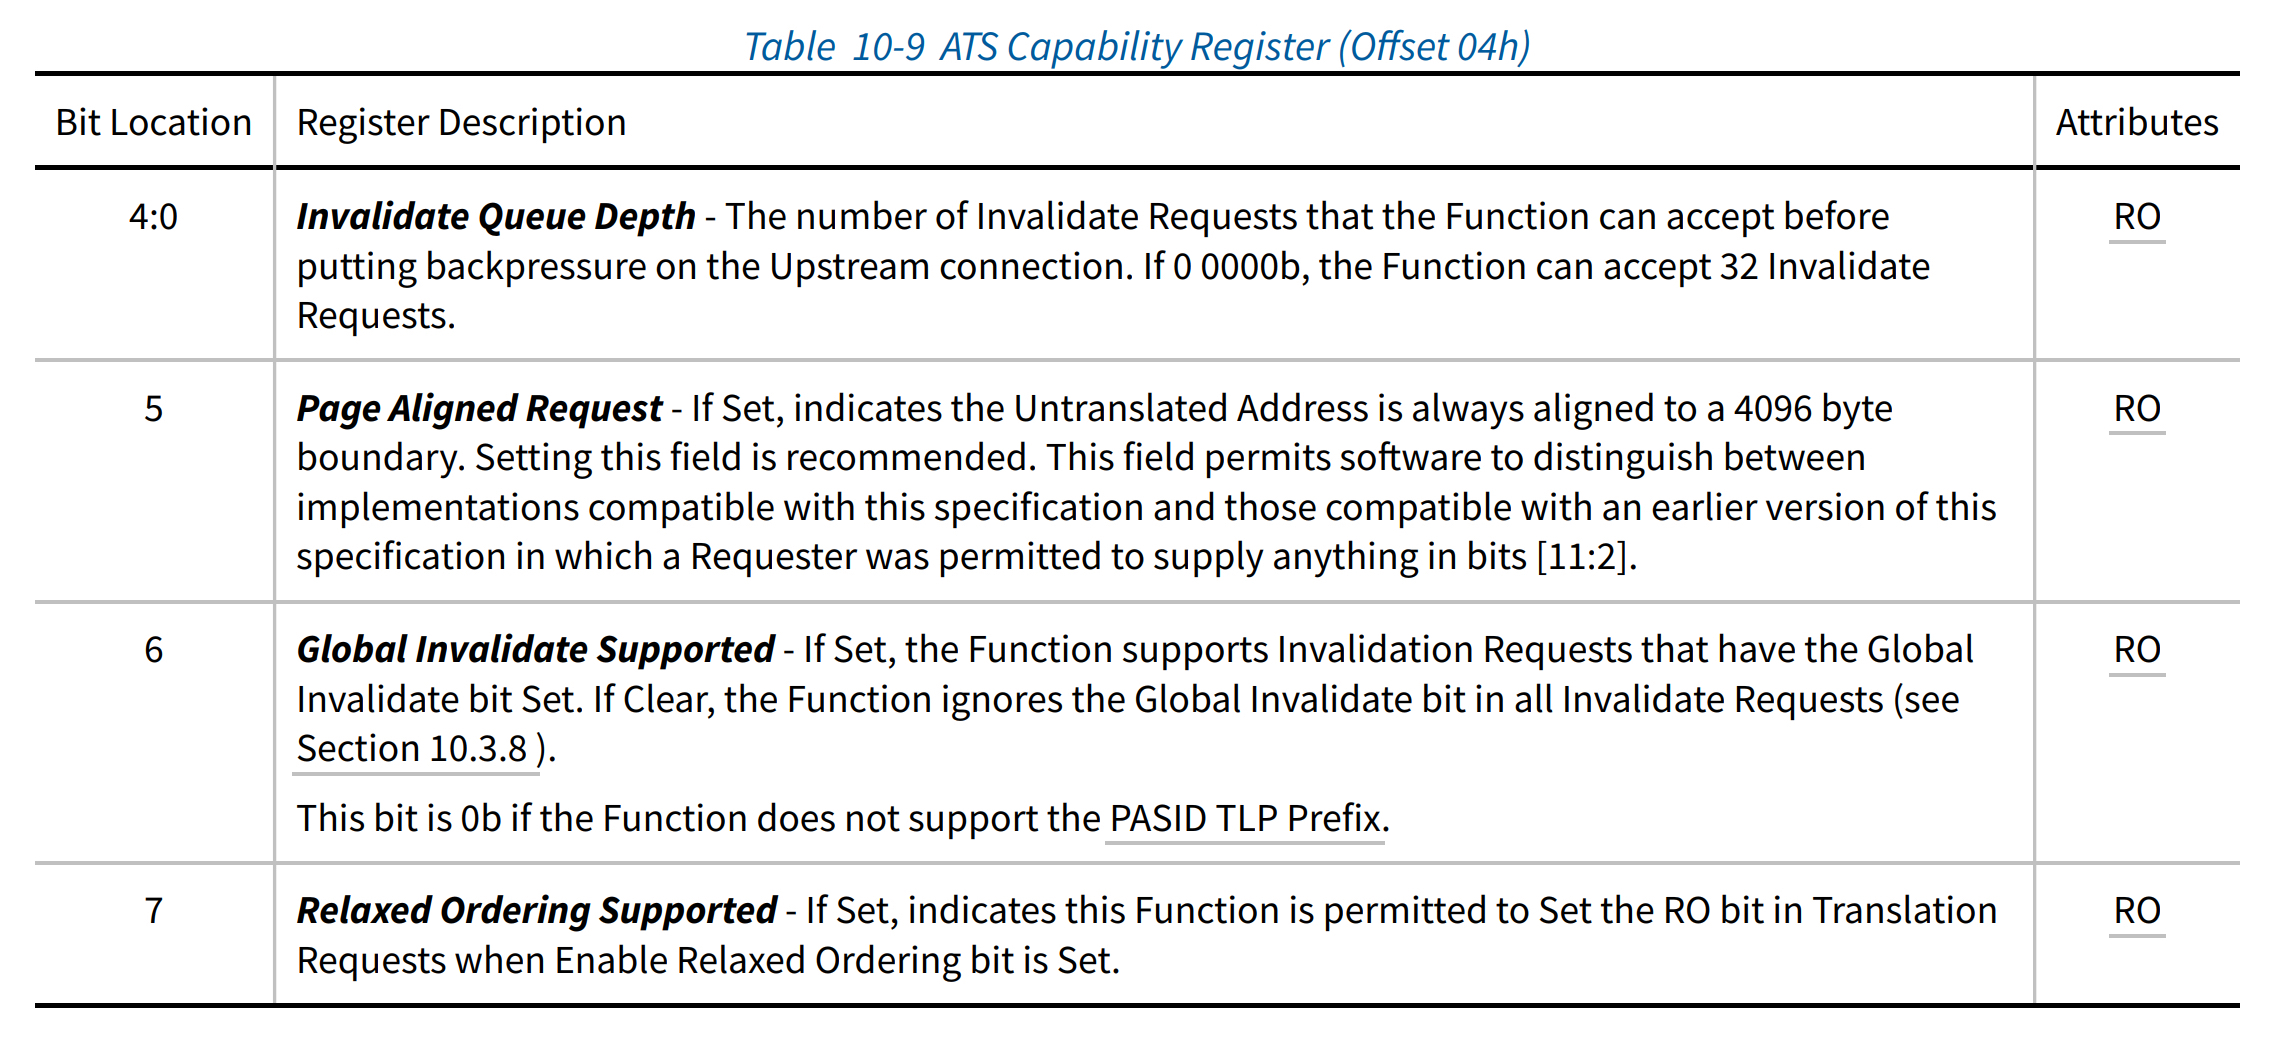 Table 10-9 ATS Capability Register (Offset 04h)
Bit Location Register Description Attributes
4:0 Invalidate Queue Depth - The number of Invalidate Requests that the Function can accept before RO
putting backpressure on the Upstream connection. If 0 0000b, the Function can accept 32 Invalidate
Requests.
5 Page Aligned Request - If Set, indicates the Untranslated Address is always aligned to a 4096 byte RO
boundary. Setting this field is recommended. This field permits software to distinguish between
implementations compatible with this specification and those compatible with an earlier version of this
specification in which a Requester was permitted to supply anything in bits [11:2].
6 Global Invalidate Supported - If Set, the Function supports Invalidation Requests that have the Global RO
Invalidate bit Set. If Clear, the Function ignores the Global Invalidate bit in all Invalidate Requests (see
Section 10.3.8 ).
This bit is 0b if the Function does not support the PASID TLP Prefix.
7 Relaxed Ordering Supported - If Set, indicates this Function is permitted to Set the RO bit in Translation RO
Requests when Enable Relaxed Ordering bit is Set.